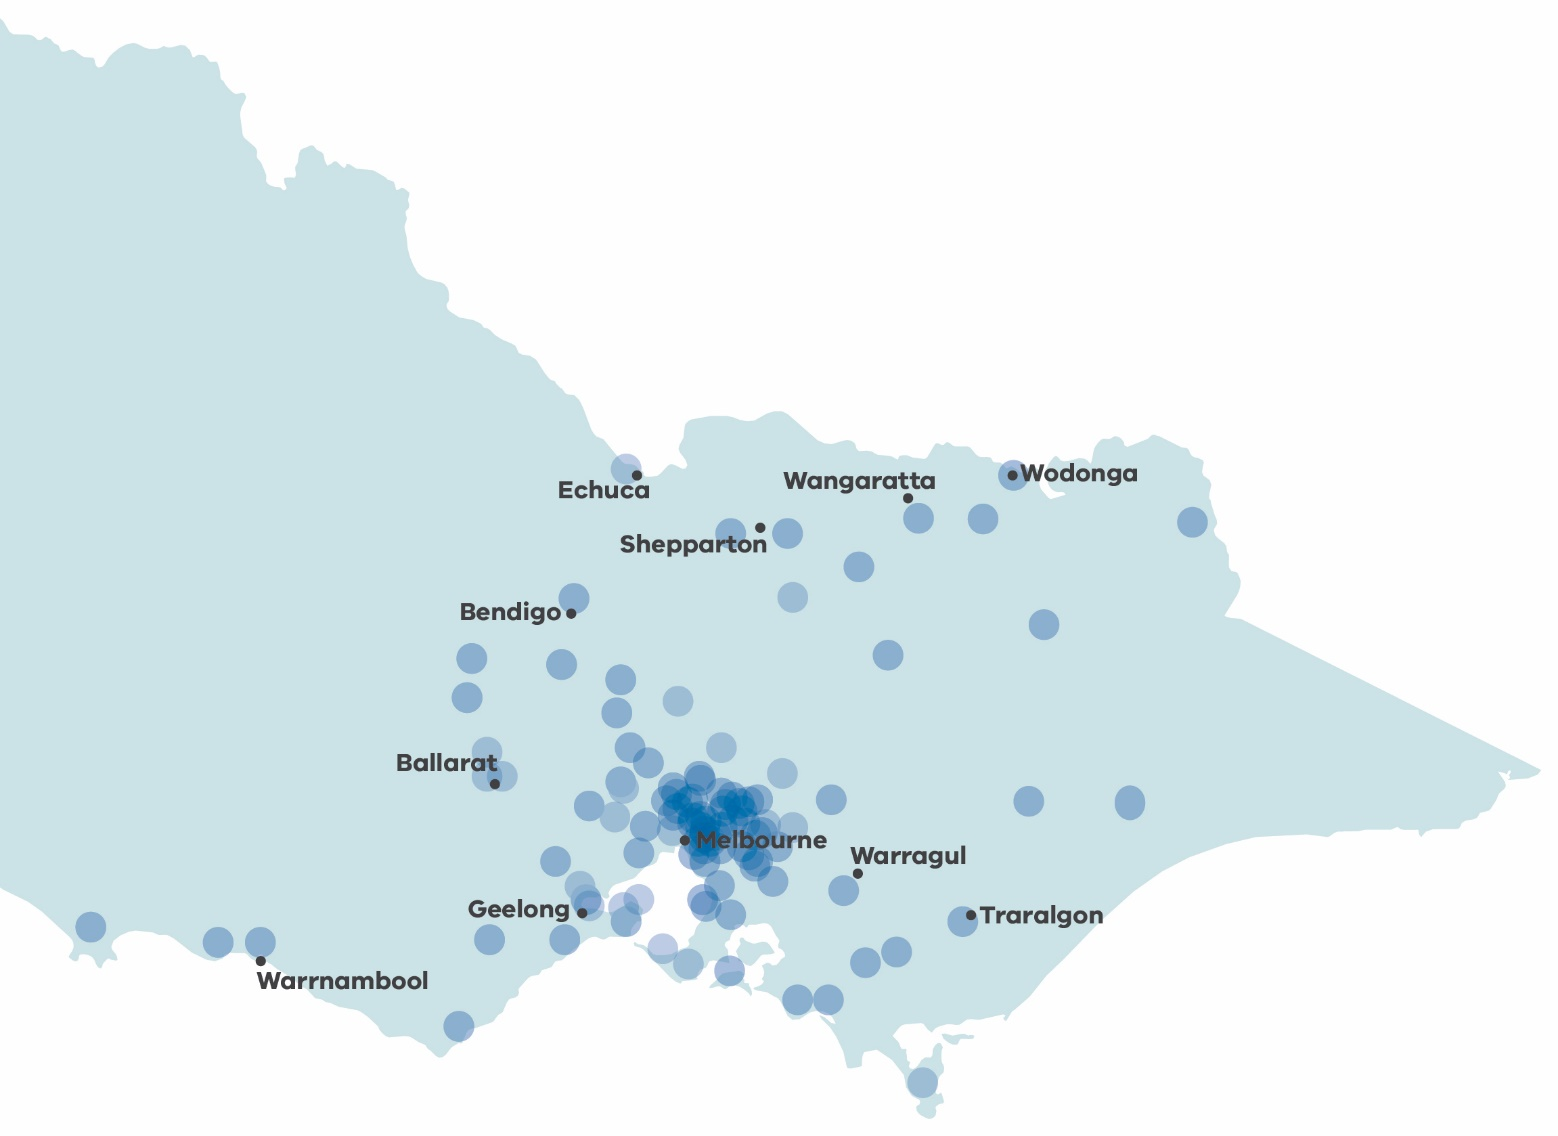 Wodonga
Wangaratta
Echuca
Shepparton
Bendigo
Ballarat
Melbourne
Warragul
Geelong
Traralgon
Warrnambool